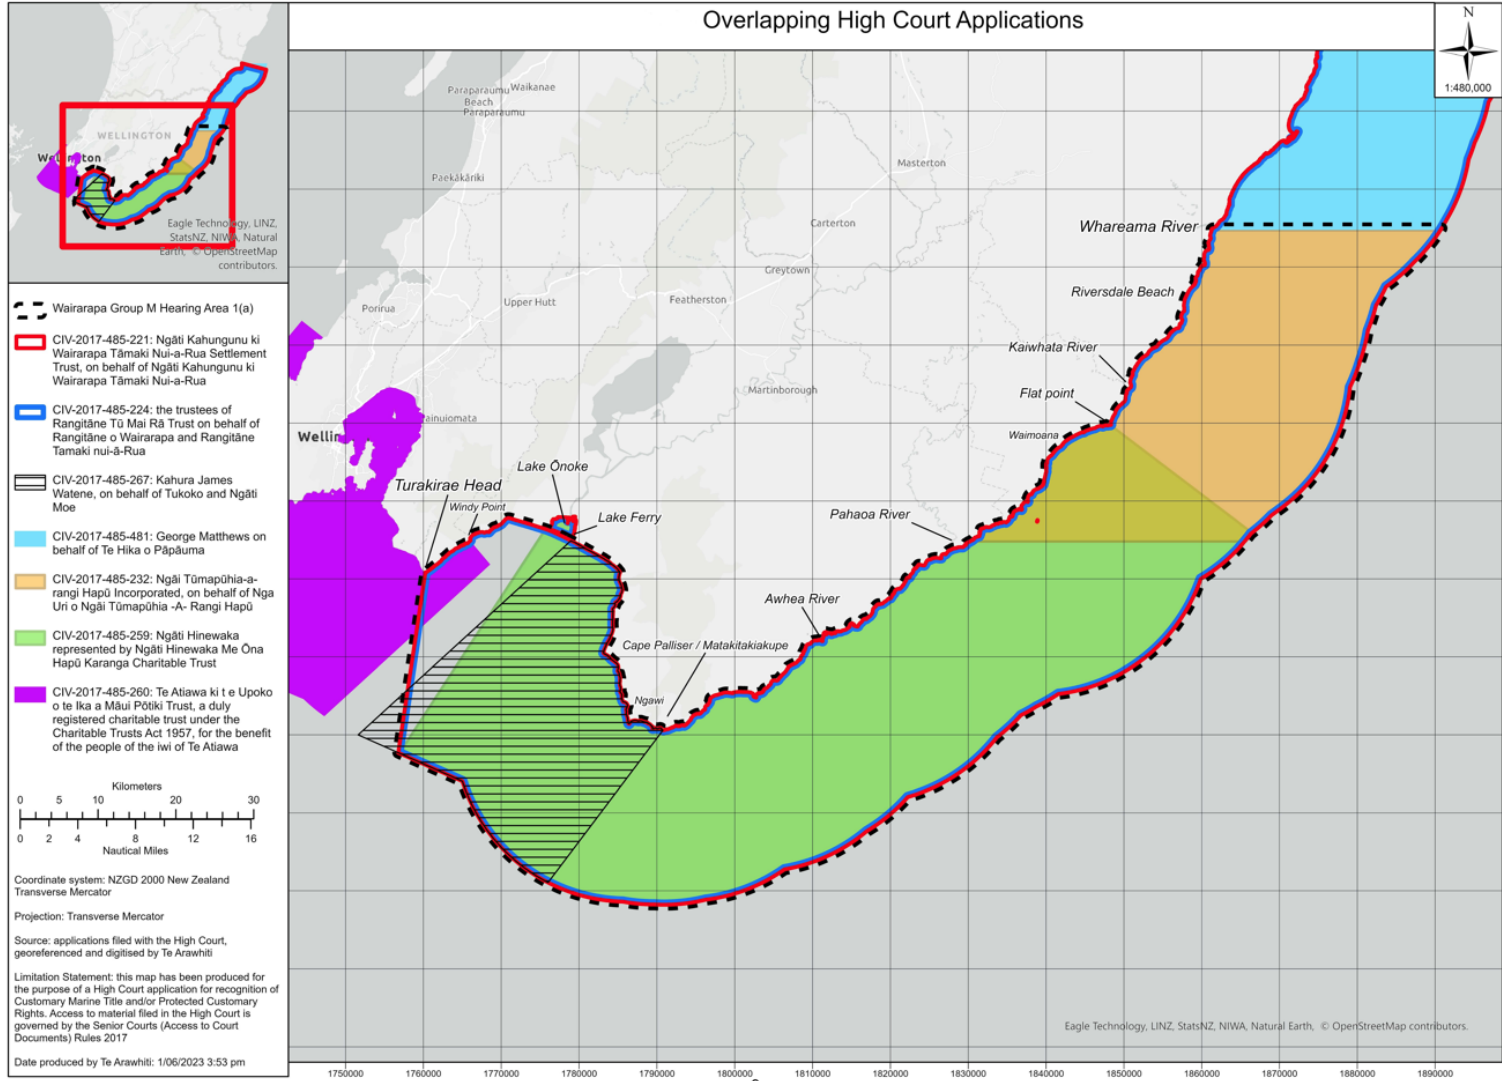 Overlapping High Court Applications
N
1:480,000
WELLINGTON
Eagle Technology, LINZ,
StatsNZ, NIWA, Natural
Earth, © OpenStreetMap
contributors.
Wairarapa Group M Hearing Area 1(a)
CIV-2017-485-221: Ngāti Kahungunu ki
Wairarapa Tāmaki Nui-a-Rua Settlement
Trust, on behalf of Ngāti Kahungunu ki
Wairarapa Tāmaki Nui-a-Rua
CIV-2017-485-224: the trustees of
Rangitāne Tū Mai Rā Trust on behalf of
Rangitāne o Wairarapa and Rangitāne
Tamaki nui-ā-Rua
CIV-2017-485-267: Kahura James
Watene, on behalf of Tukoko and Ngāti
Moe
CIV-2017-485-481: George Matthews on
behalf of Te Hika o Pāpāuma
CIV-2017-485-232: Ngāi Tūmapūhia-a-
rangi Hapū Incorporated, on behalf of Nga
Uri o Ngāi Tūmapūhia -A- Rangi Hapū
CIV-2017-485-259: Ngāti Hinewaka
represented by Ngāti Hinewaka Me Ōna
Hapū Karanga Charitable Trust
CIV-2017-485-260: Te Atiawa ki t e Upoko
o te Ika a Māui Pōtiki Trust, a duly
registered charitable trust under the
Charitable Trusts Act 1957, for the benefit
of the people of the iwi of Te Atiawa
Kilometers
0 5 10 20 30
0 2 4 8 12 16
Nautical Miles
Coordinate system: NZGD 2000 New Zealand
Transverse Mercator
Projection: Transverse Mercator
Source: applications filed with the High Court,
georeferenced and digitised by Te Arawhiti
Limitation Statement: this map has been produced for
the purpose of a High Court application for recognition of
Customary Marine Title and/or Protected Customary
Rights. Access to material filed in the High Court is
governed by the Senior Courts (Access to Court
Documents) Rules 2017
Date produced by Te Arawhiti: 1/06/2023 3:53 pm
Paraparaumu
Beach
Waikanae
Paraparaumu
Masterton
Paekākāriki
Carterton
Whareama River
Greytown
Riversdale Beach
Upper Hutt
Featherston
Porirua
Kaiwhata River
Martinborough
Flat point
ainuiomata
Wellin
Waimoana
Lake Ōnoke
Turakirae Head
Windy Point
Lake Ferry
Pahaoa River
Awhea River
Cape Palliser / Matakitakiakupe
Ngawi
Eagle Technology, LINZ, StatsNZ, NIWA, Natural Earth, © OpenStreetMap contributors.
1750000 1760000 1770000 1780000 1790000 1800000 1810000 1820000 1830000 1840000 1850000 1860000 1870000 1880000 1890000